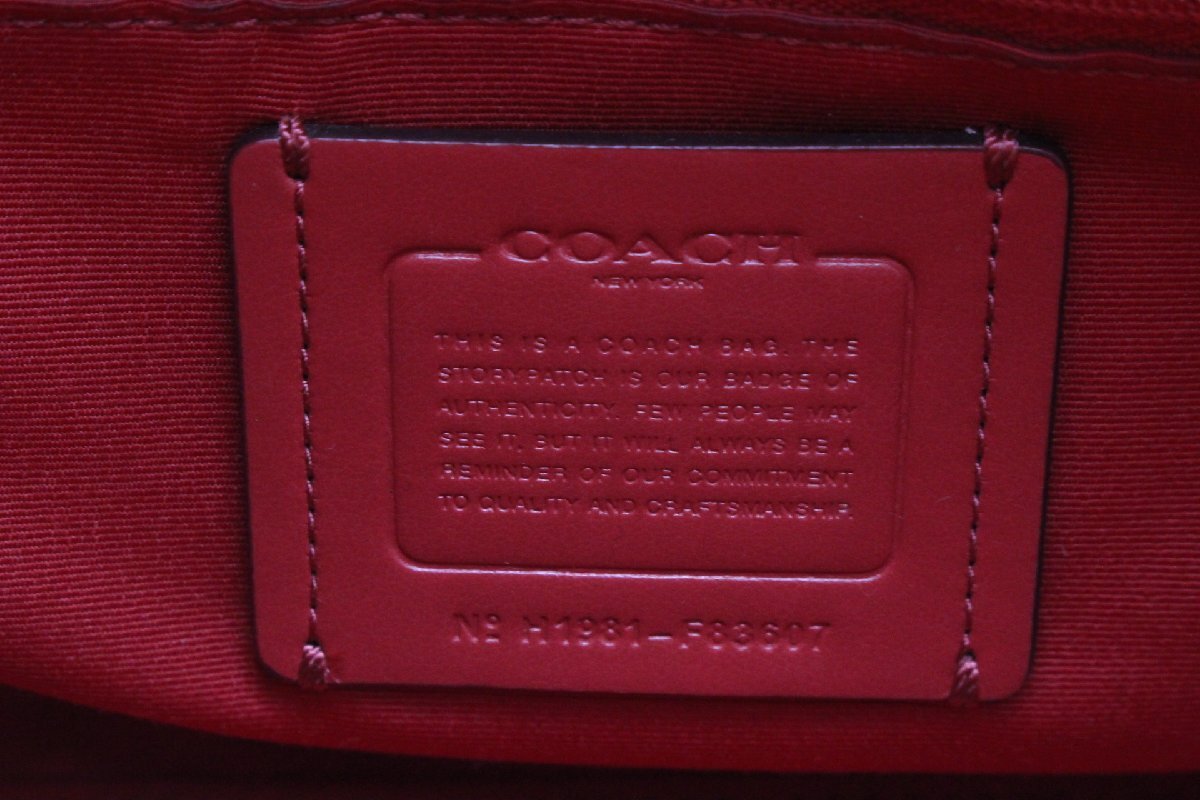 COACH
NEW YORK
THIS IS A COACH BAG. THE
STORYPATCH IS OUR BADGE OF
AUTHENTICITY. FEW PEOPLE MAY
SEE IT, BUT IT WILL ALWAYS BE A
REMINDER OF OUR COMMITMENT
TO QUALITY AND CRAFTSMANSHIP.
Nº H1981-F83607